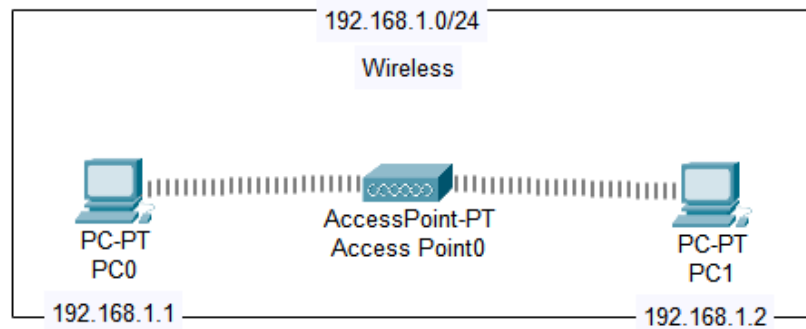 192.168.1.0/24
Wireless
AccessPoint-PT
Access Point0
PC-PT
PC0
PC-PT
PC1
192.168.1.1
192.168.1.2